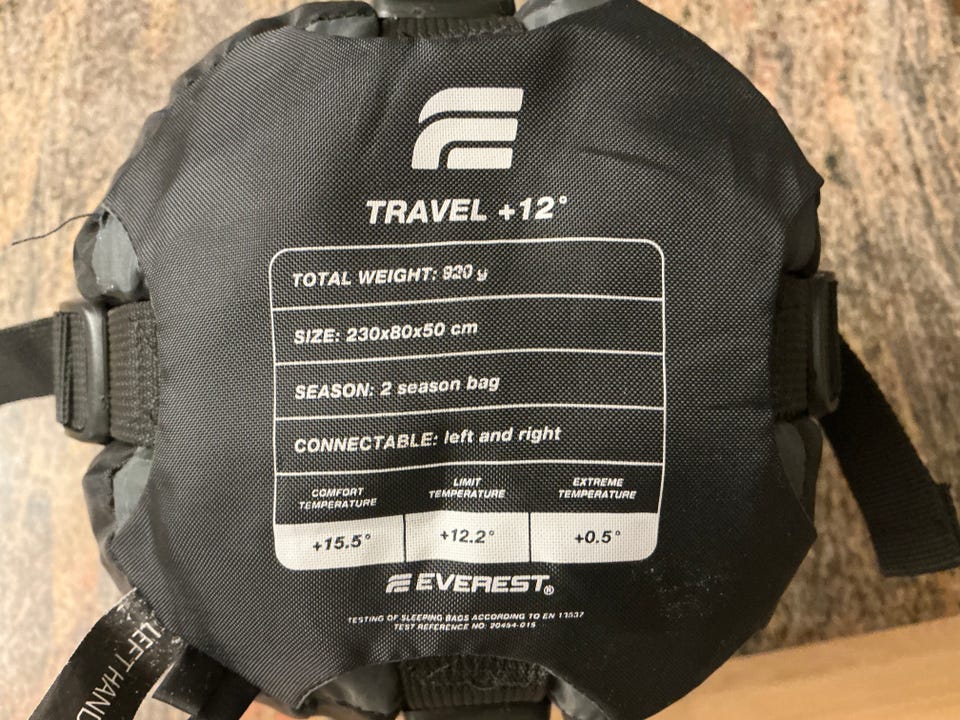 TRAVEL +12°
TOTAL WEIGHT: 920 g
SIZE: 230x80x50 cm
SEASON: 2 season bag
CONNECTABLE: left and right
COMFORT TEMPERATURE
LIMIT TEMPERATURE
EXTREME TEMPERATURE
+15.5°
+12.2°
+0.5°
EVEREST®
TESTING OF SLEEPING BAGS ACCORDING TO EN 13537
TEST REFERENCE NO: 20454-015
LEFT HAND